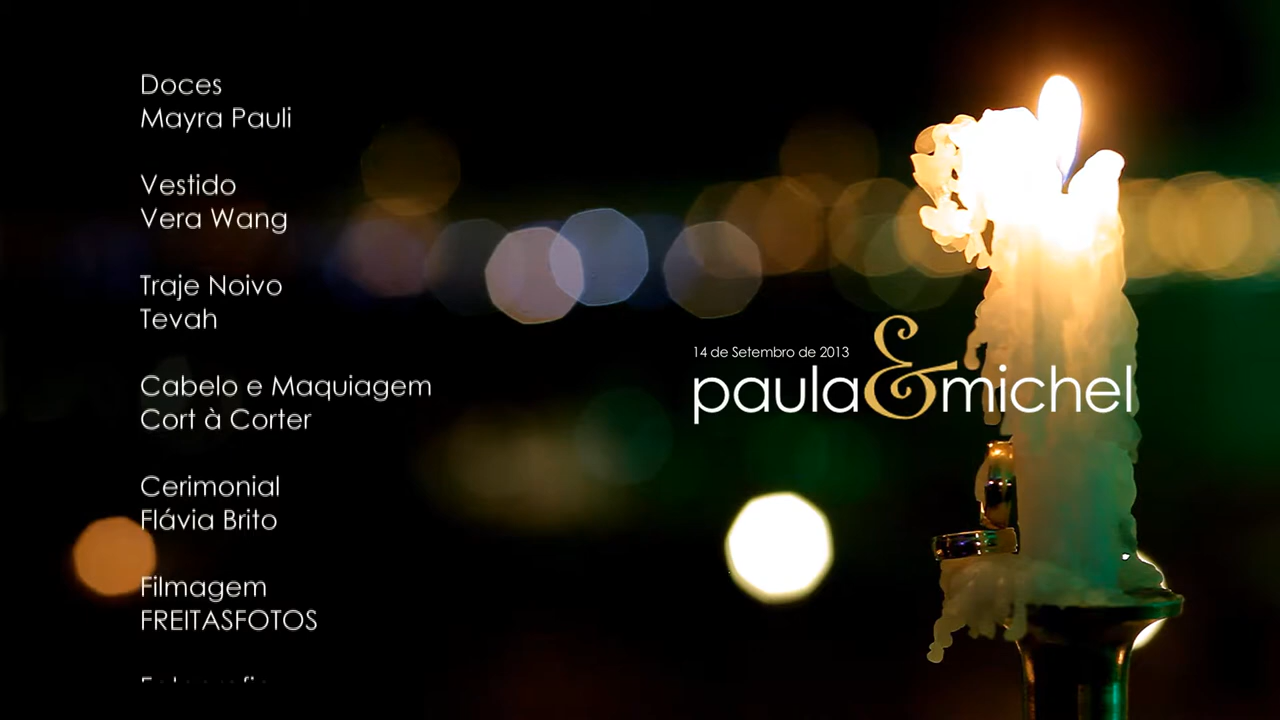 Doces
Mayra Pauli
Vestido
Vera Wang
Traje Noivo
Tevah
Cabelo e Maquiagem
Cort à Corter
Cerimonial
Flávia Brito
Filmagem
FREITASFOTOS
14 de Setembro de 2013
paula&michel